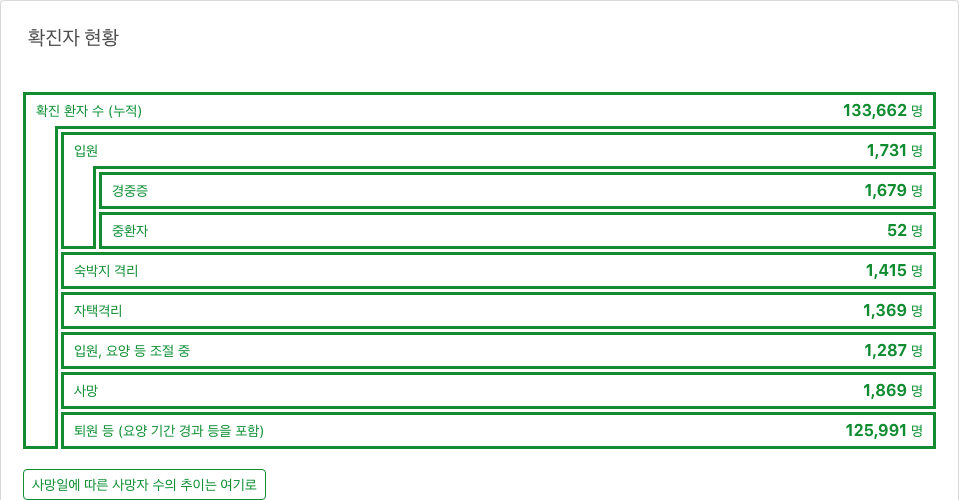 확진자 현황
확진 환자 수 (누적) 133,662 명
입원 1,731 명
경중증 1,679 명
중환자 52 명
숙박지 격리 1,415 명
자택격리 1,369 명
입원, 요양 등 조절 중 1,287 명
사망 1,869 명
퇴원 등 (요양 기간 경과 등을 포함) 125,991 명
사망일에 따른 사망자 수의 추이는 여기로